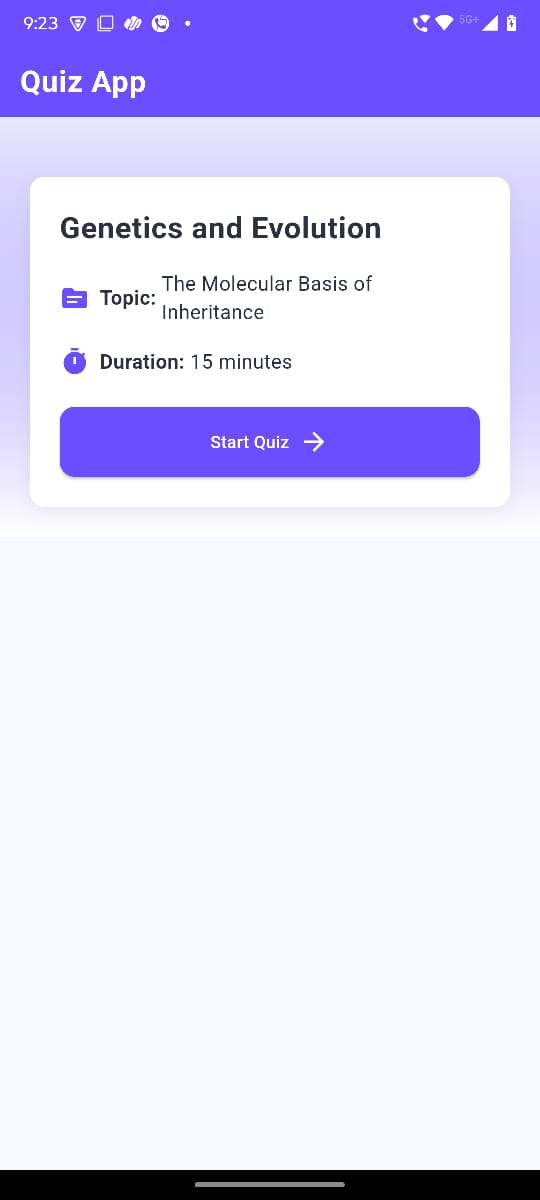 9:23
5G+
Quiz App
Genetics and Evolution
Topic: The Molecular Basis of
Inheritance
Duration: 15 minutes
Start Quiz